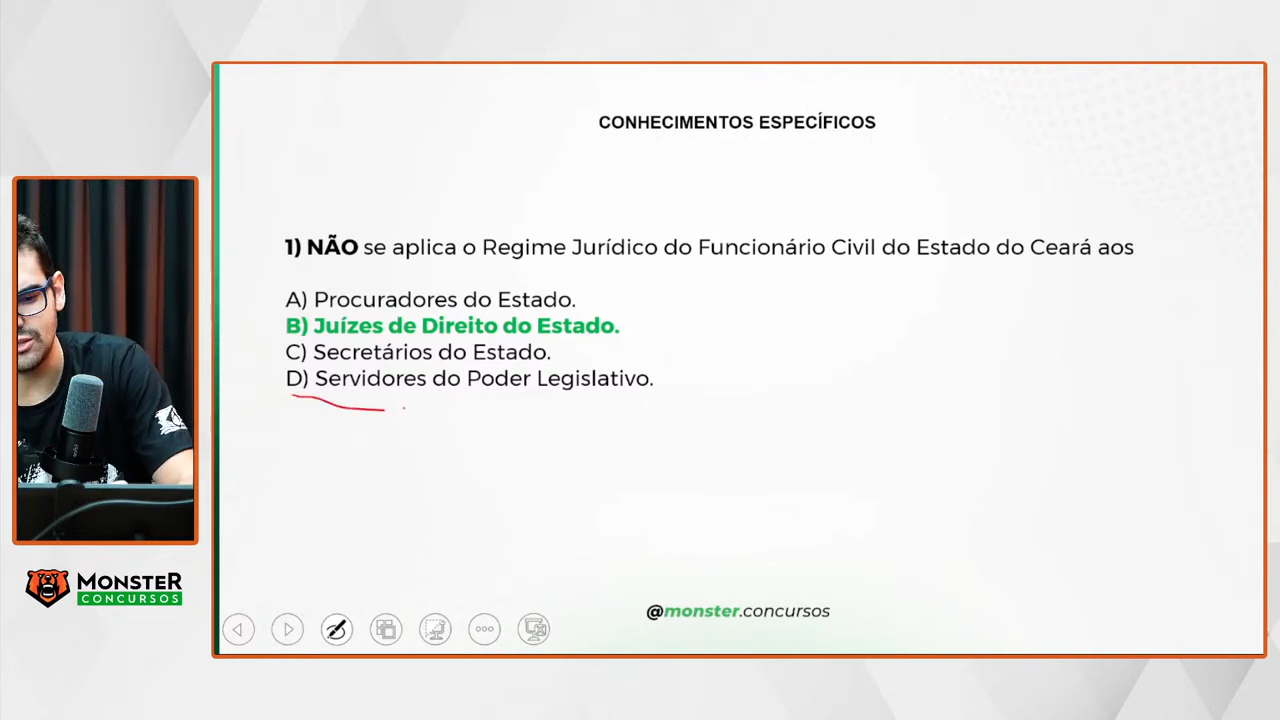 CONHECIMENTOS ESPECÍFICOS
1) NÃO se aplica o Regime Jurídico do Funcionário Civil do Estado do Ceará aos
A) Procuradores do Estado.
B) Juízes de Direito do Estado.
C) Secretários do Estado.
D) Servidores do Poder Legislativo.
MONSTER
CONCURSOS
@monster.concursos